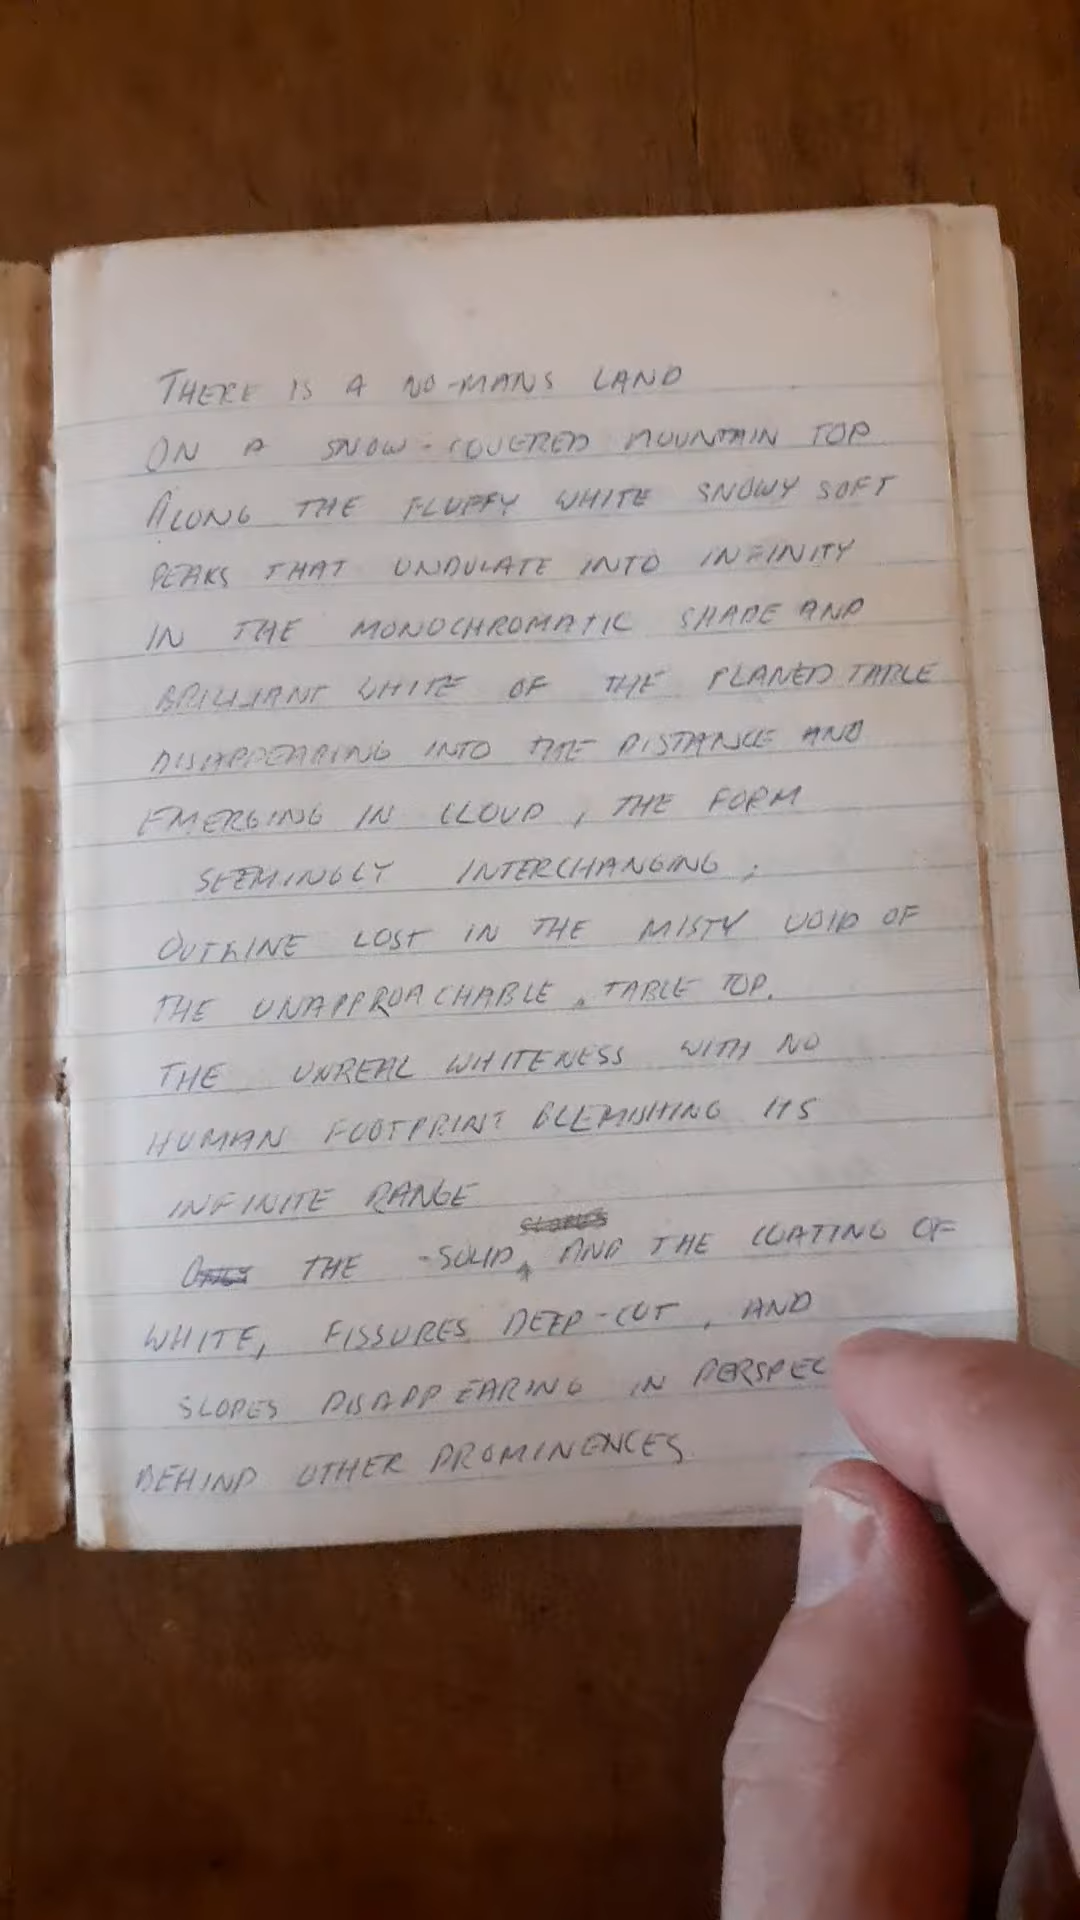 THERE IS A NO-MANS LAND
ON A SNOW-COVERED MOUNTAIN TOP
ALONG THE FLUFFY WHITE SNOWY SOFT
PEAKS THAT UNDULATE INTO INFINITY
IN THE MONOCHROMATIC SHADE AND
BRILLIANT WHITE OF THE PLANED TABLE
DISAPPEARING INTO THE DISTANCE AND
EMERGING IN CLOUD, THE FORM
SEEMINGLY INTERCHANGING;
OUTLINE LOST IN THE MISTY VOID OF
THE UNAPPROACHABLE TABLE TOP.
THE UNREAL WHITENESS WITH NO
HUMAN FOOTPRINT BLEMISHING ITS
INFINITE RANGE
SLOPES
THE -SOLID, AND THE COATING OF
WHITE, FISSURES DEEP-CUT, AND
SLOPES DISAPPEARING IN PERSPEC
BEHIND OTHER PROMINENCES